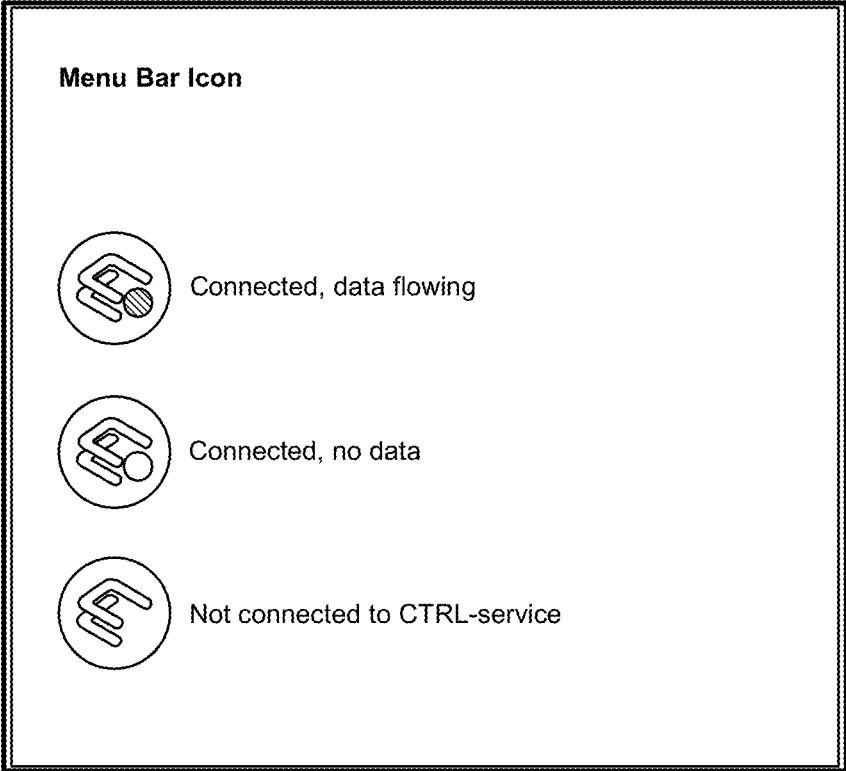 Menu Bar Icon
Connected, data flowing
Connected, no data
Not connected to CTRL-service